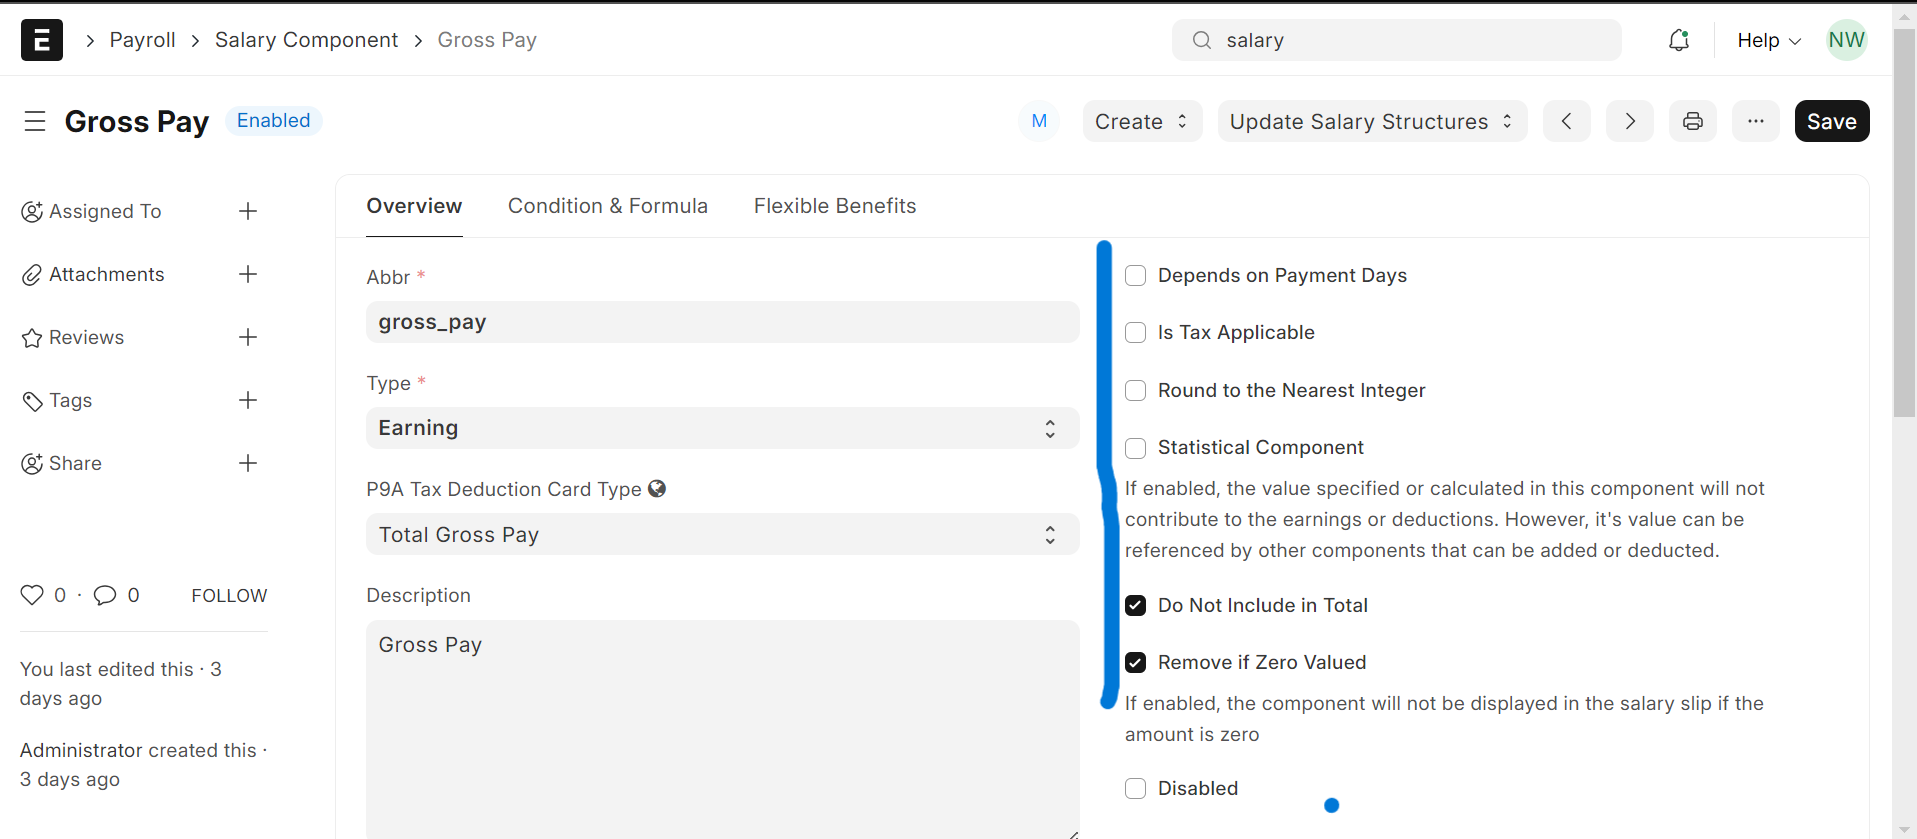 Payroll
Salary Component
Gross Pay
salary
Help
NW
Gross Pay
Enabled
M
Create
Update Salary Structures
Save
Assigned To
Attachments
Reviews
Tags
Share
0 · 0
FOLLOW
You last edited this · 3
days ago
Administrator created this ·
3 days ago
Overview
Condition & Formula
Flexible Benefits
Abbr *
gross_pay
Type *
Earning
P9A Tax Deduction Card Type
Total Gross Pay
Description
Gross Pay
Depends on Payment Days
Is Tax Applicable
Round to the Nearest Integer
Statistical Component
If enabled, the value specified or calculated in this component will not
contribute to the earnings or deductions. However, it's value can be
referenced by other components that can be added or deducted.
Do Not Include in Total
Remove if Zero Valued
If enabled, the component will not be displayed in the salary slip if the
amount is zero
Disabled